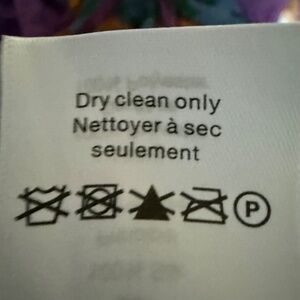 Dry clean only
Nettoyer à sec
seulement
P